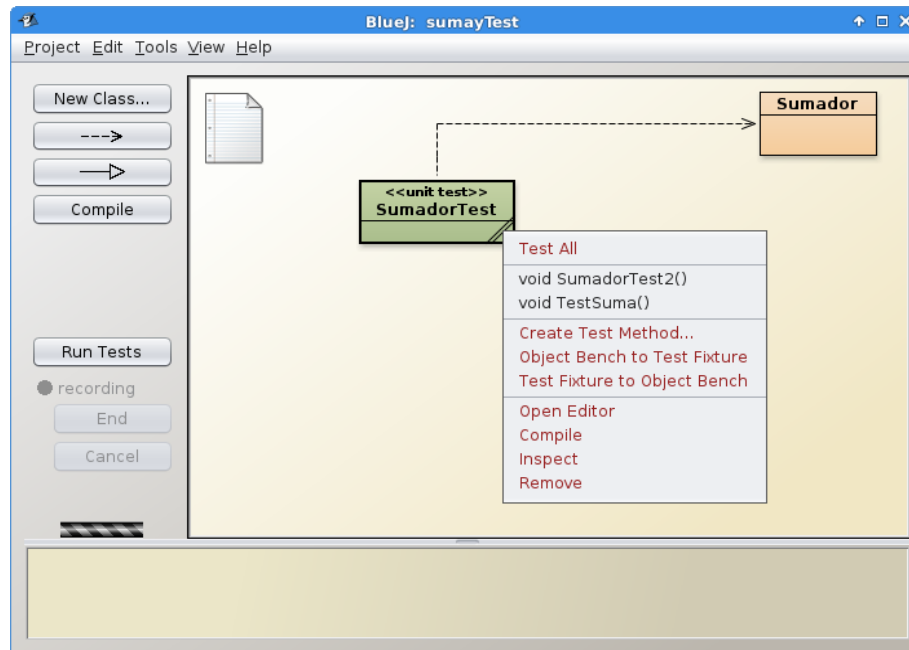 BlueJ: sumayTest
Project Edit Tools View Help
New Class...
Compile
Run Tests
recording
End
Cancel
Sumador
<<unit test>>
SumadorTest
Test All
void SumadorTest2()
void TestSuma()
Create Test Method...
Object Bench to Test Fixture
Test Fixture to Object Bench
Open Editor
Compile
Inspect
Remove